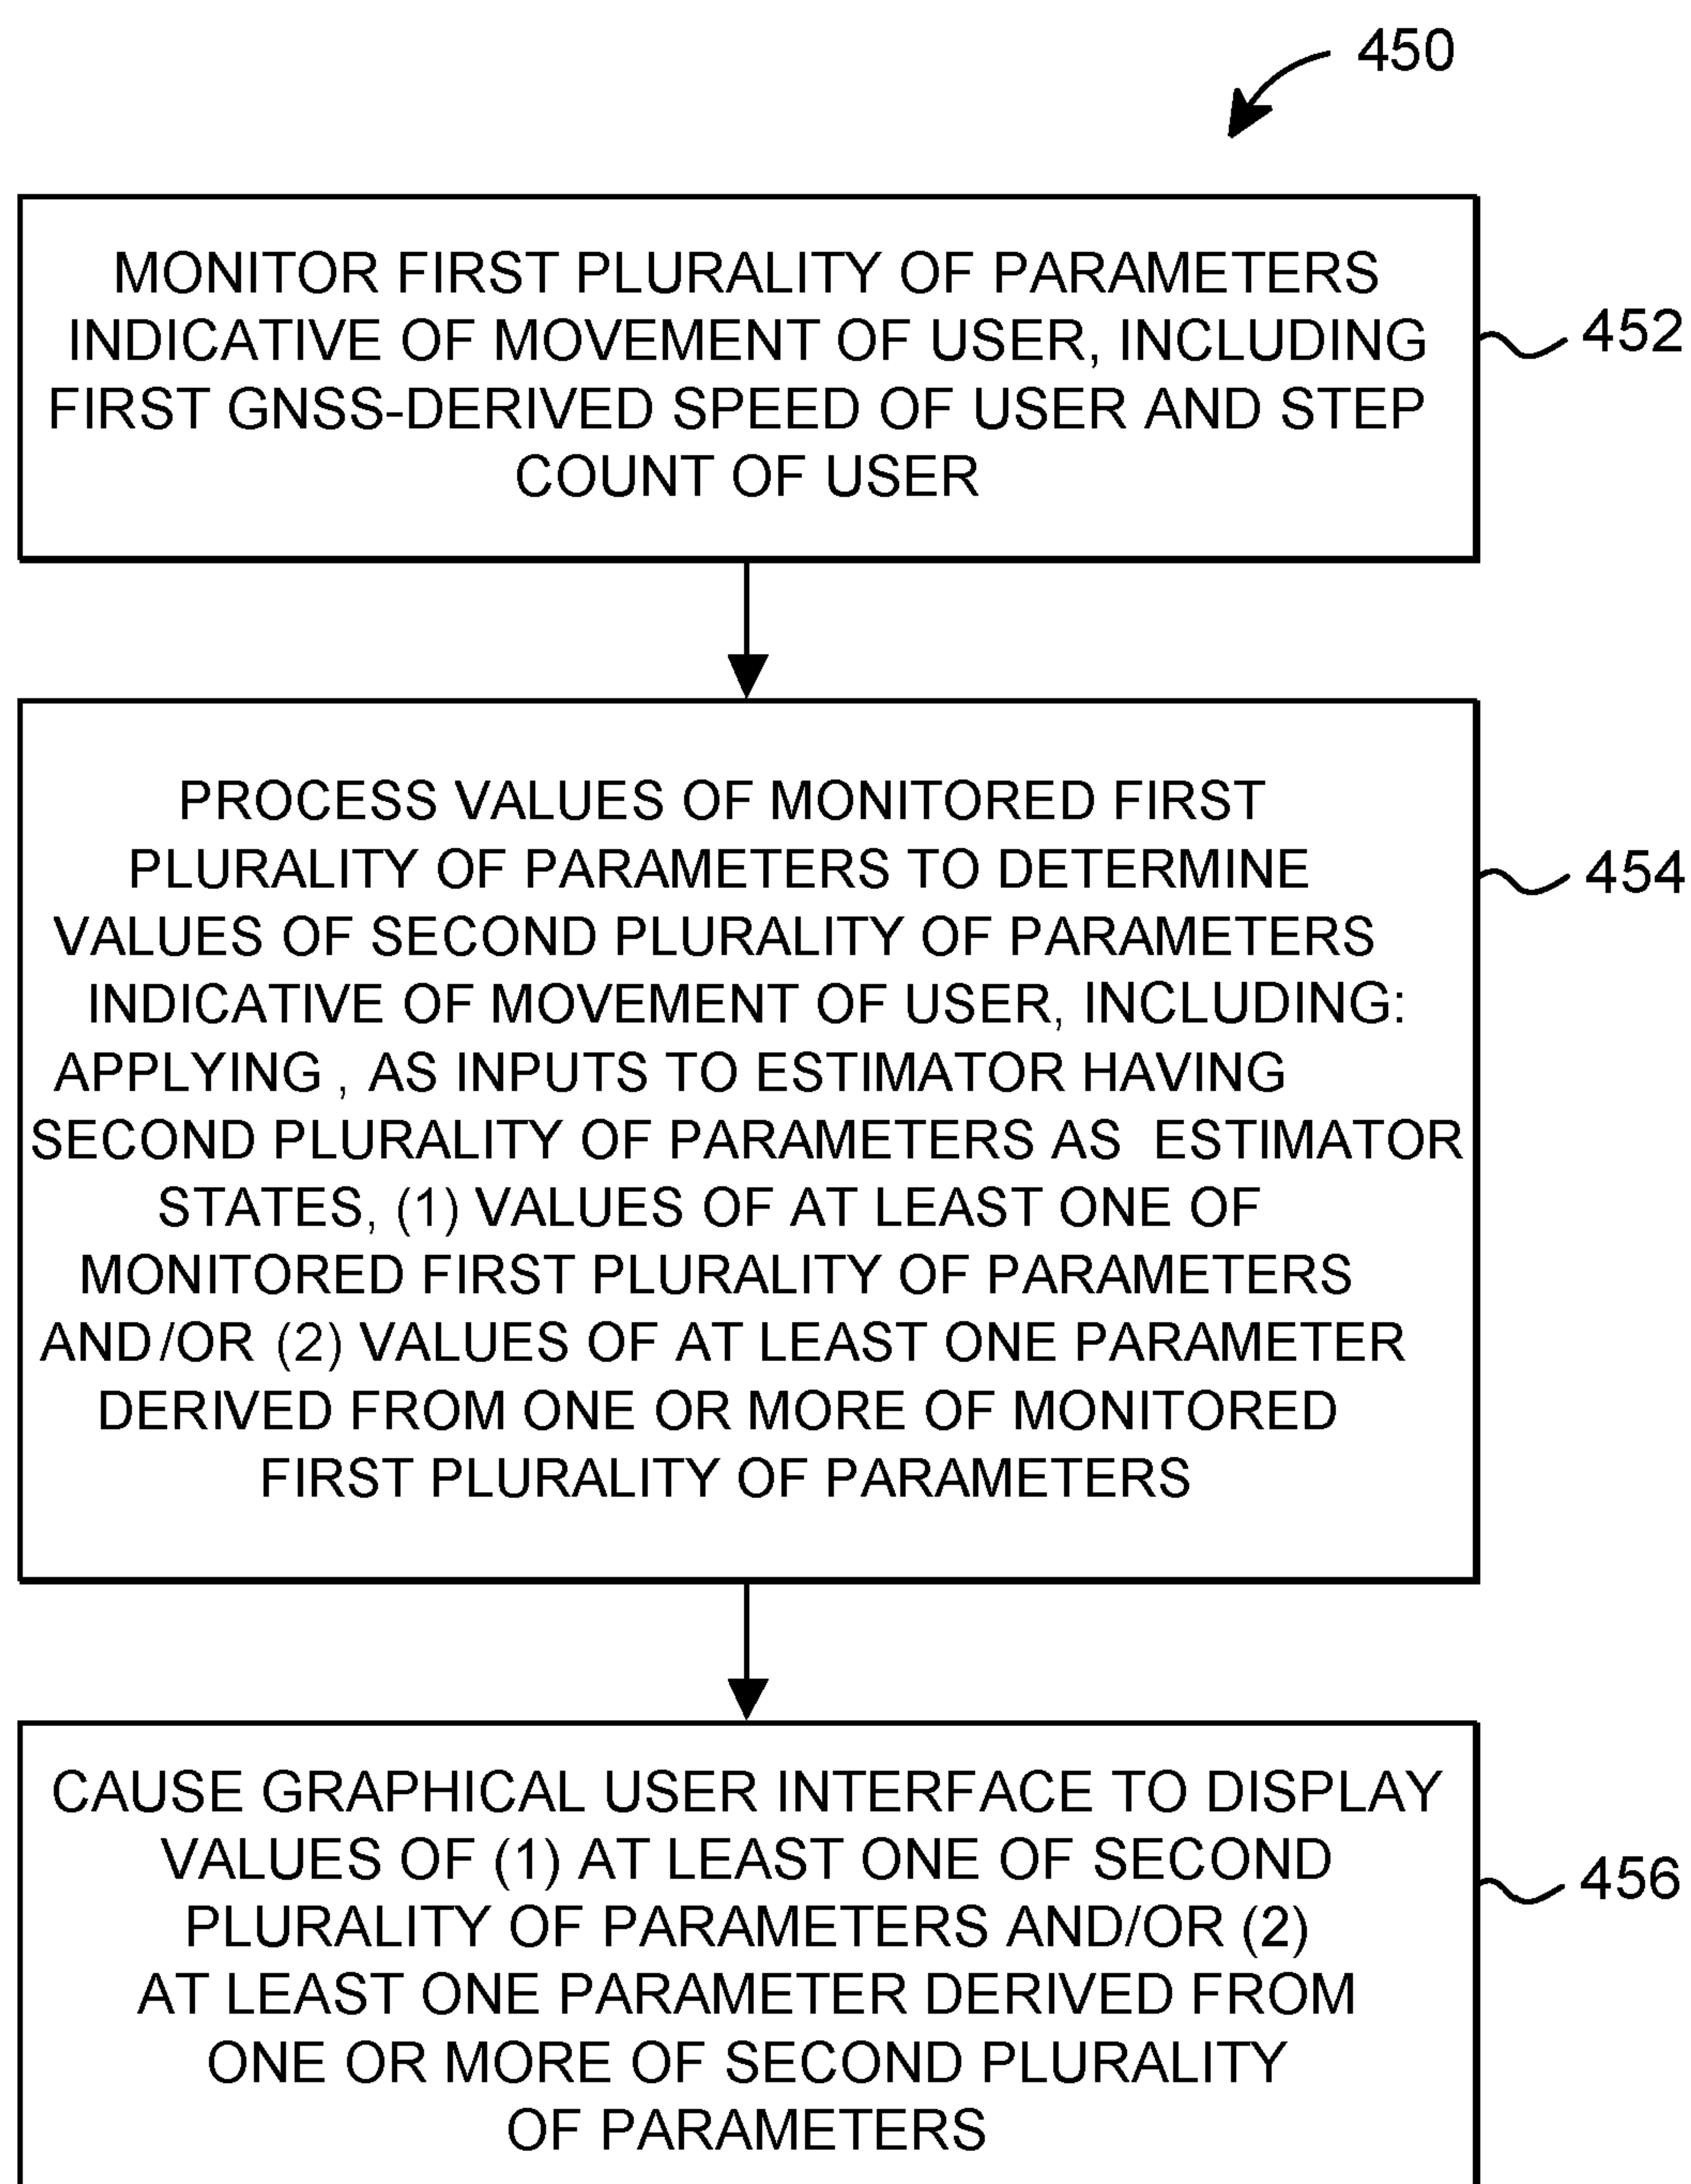 450
MONITOR FIRST PLURALITY OF PARAMETERS
INDICATIVE OF MOVEMENT OF USER, INCLUDING
FIRST GNSS-DERIVED SPEED OF USER AND STEP
COUNT OF USER
452
PROCESS VALUES OF MONITORED FIRST
PLURALITY OF PARAMETERS TO DETERMINE
VALUES OF SECOND PLURALITY OF PARAMETERS
INDICATIVE OF MOVEMENT OF USER, INCLUDING:
APPLYING , AS INPUTS TO ESTIMATOR HAVING
SECOND PLURALITY OF PARAMETERS AS ESTIMATOR
STATES, (1) VALUES OF AT LEAST ONE OF
MONITORED FIRST PLURALITY OF PARAMETERS
AND/OR (2) VALUES OF AT LEAST ONE PARAMETER
DERIVED FROM ONE OR MORE OF MONITORED
FIRST PLURALITY OF PARAMETERS
454
CAUSE GRAPHICAL USER INTERFACE TO DISPLAY
VALUES OF (1) AT LEAST ONE OF SECOND
PLURALITY OF PARAMETERS AND/OR (2)
AT LEAST ONE PARAMETER DERIVED FROM
ONE OR MORE OF SECOND PLURALITY
OF PARAMETERS
456